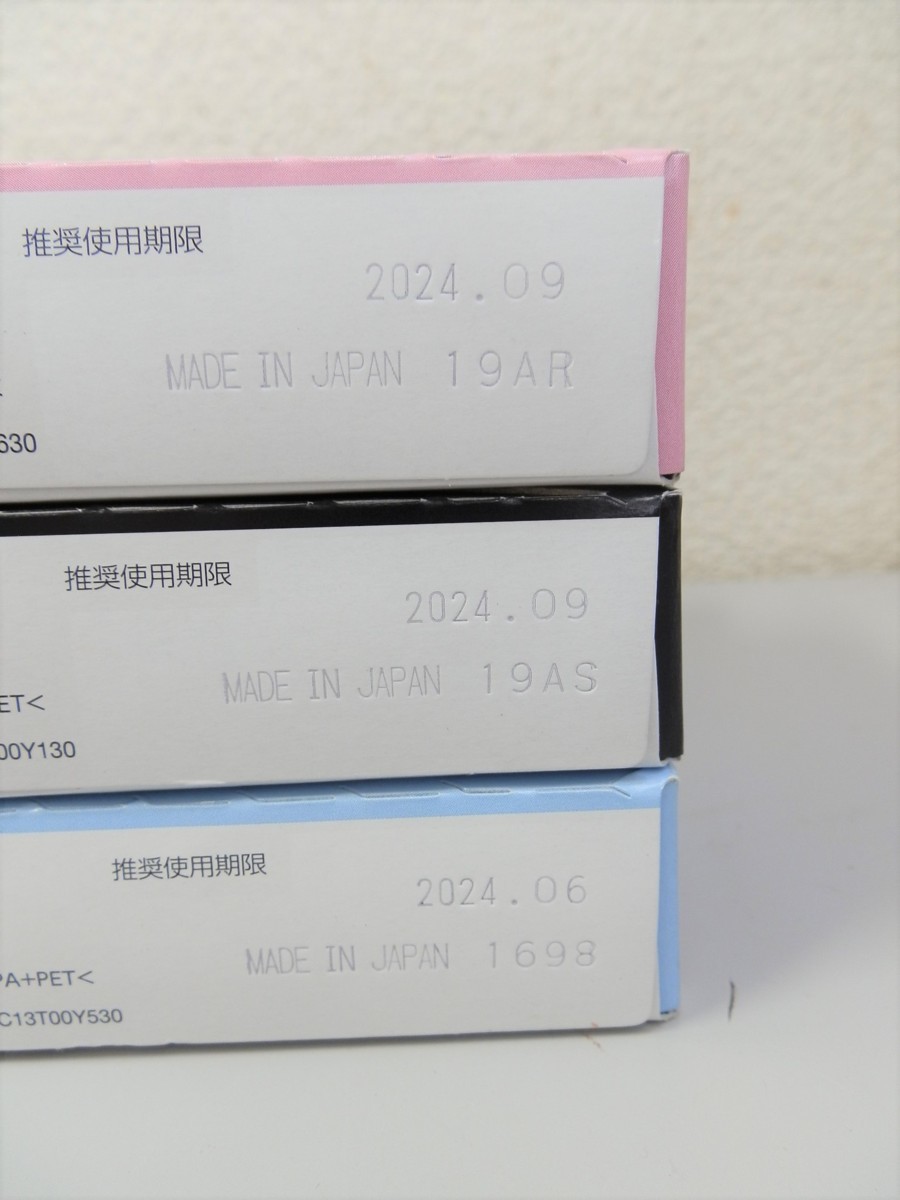 推奨使用期限
2024.09
MADE IN JAPAN 19AR
630
推奨使用期限
2024.09
MADE IN JAPAN 19AS
ET<
00Y130
推奨使用期限
2024.06
MADE IN JAPAN 1698
PA+PET<
C13T00Y530